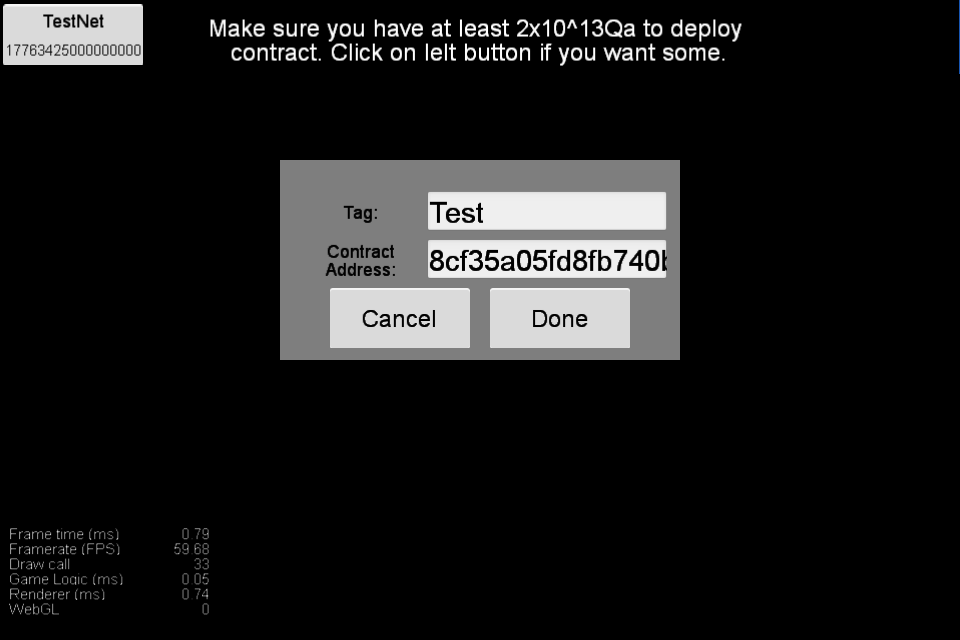 TestNet
17763425000000000
Make sure you have at least 2x10^13Qa to deploy
contract. Click on lelt button if you want some.
Tag:
Test
Contract
Address:
8cf35a05fd8fb740b
Cancel
Done
Frame time (ms) 0.79
Framerate (FPS) 59.68
Draw call 33
Game Logic (ms) 0.05
Renderer (ms) 0.74
WebGL 0